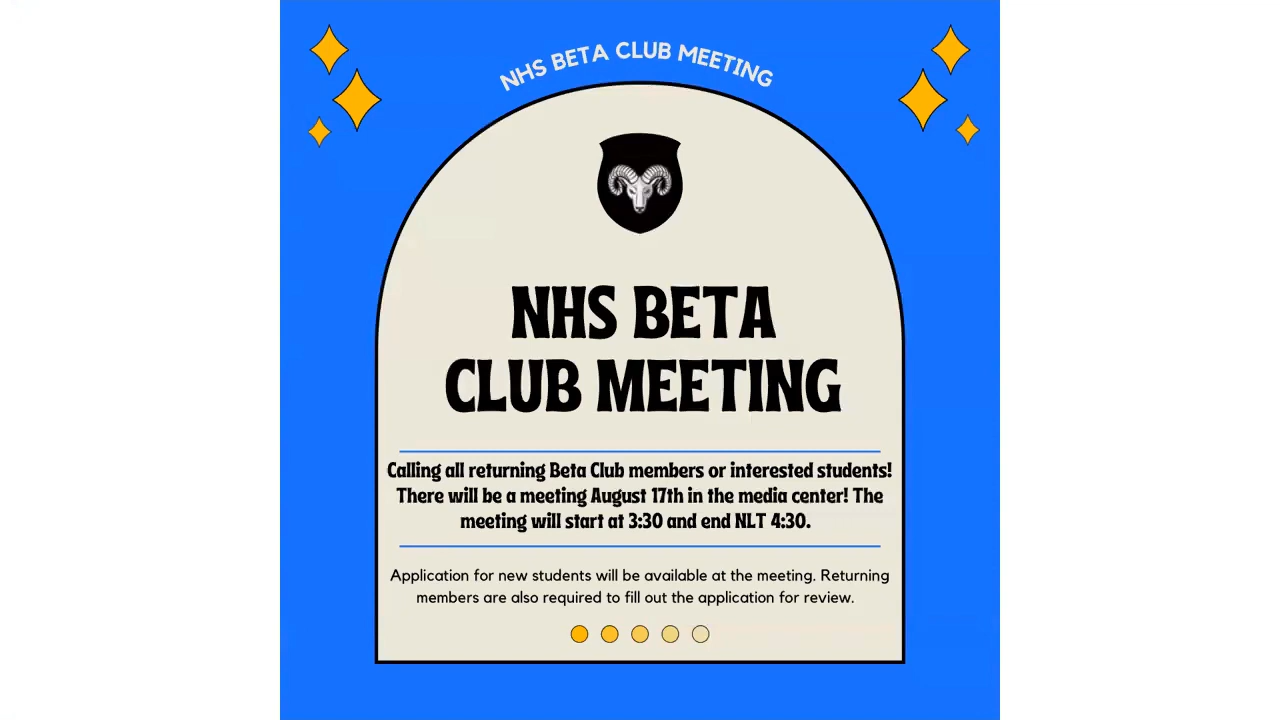 NHS BETA CLUB MEETING
NHS BETA
CLUB MEETING
Calling all returning Beta Club members or interested students!
There will be a meeting August 17th in the media center! The
meeting will start at 3:30 and end NLT 4:30.
Application for new students will be available at the meeting. Returning
members are also required to fill out the application for review.